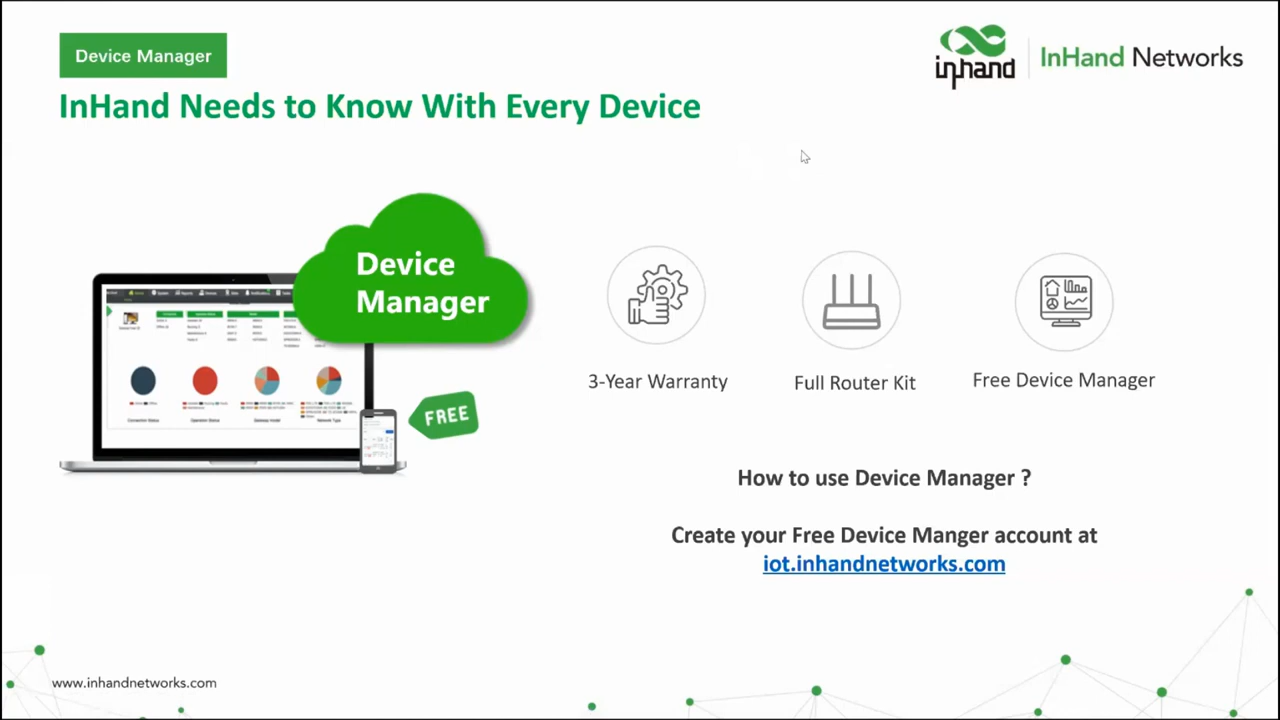 Device Manager
inhand
InHand Networks
InHand Needs to Know With Every Device
Device
Manager
FREE
3-Year Warranty
Full Router Kit
Free Device Manager
How to use Device Manager ?
Create your Free Device Manger account at
iot.inhandnetworks.com
www.inhandnetworks.com